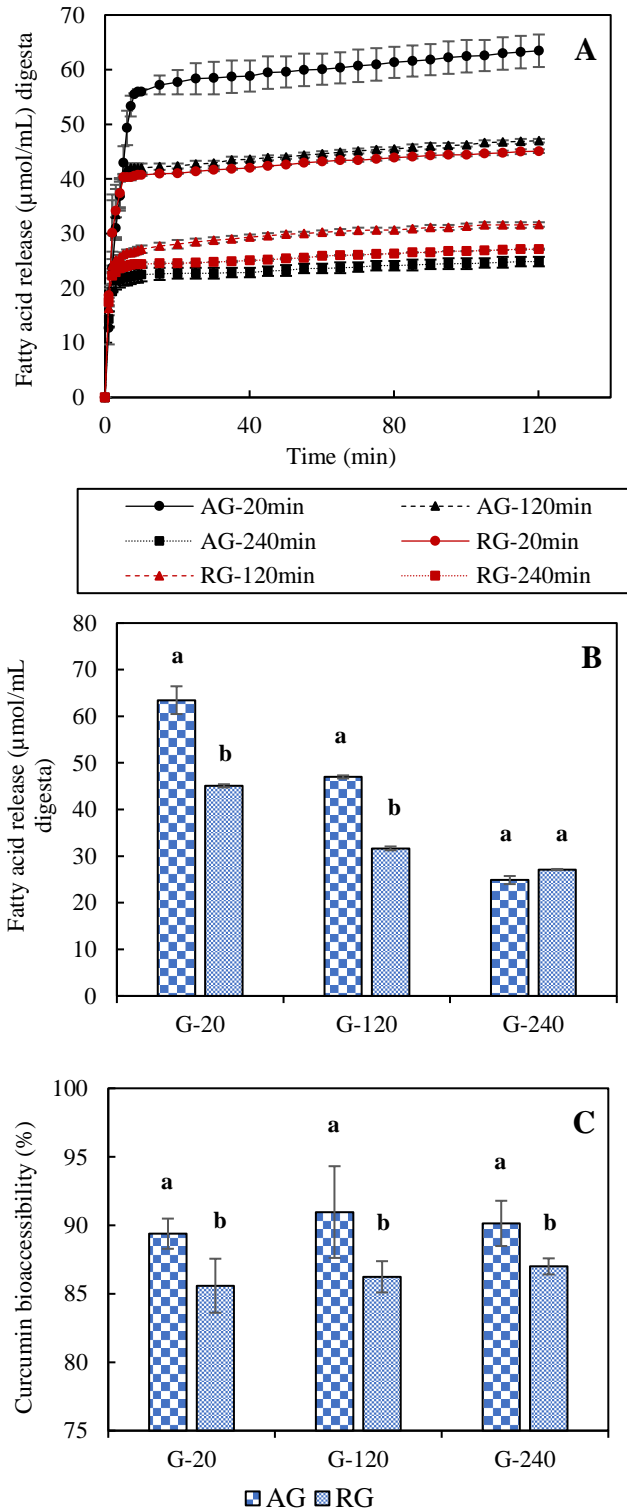 70
60
50
40
30
20
10
0
Fatty acid release (μmol/mL) digesta
A
0 40 80 120
Time (min)
AG-20min AG-120min
AG-240min RG-20min
RG-120min RG-240min
80
70
60
50
40
30
20
10
0
Fatty acid release (μmol/mL
digesta)
B
a
b
a
b
a a
G-20 G-120 G-240
100
95
90
85
80
75
Curcumin bioaccessibility (%)
C
a
b
a
b
a
b
G-20 G-120 G-240
AG RG